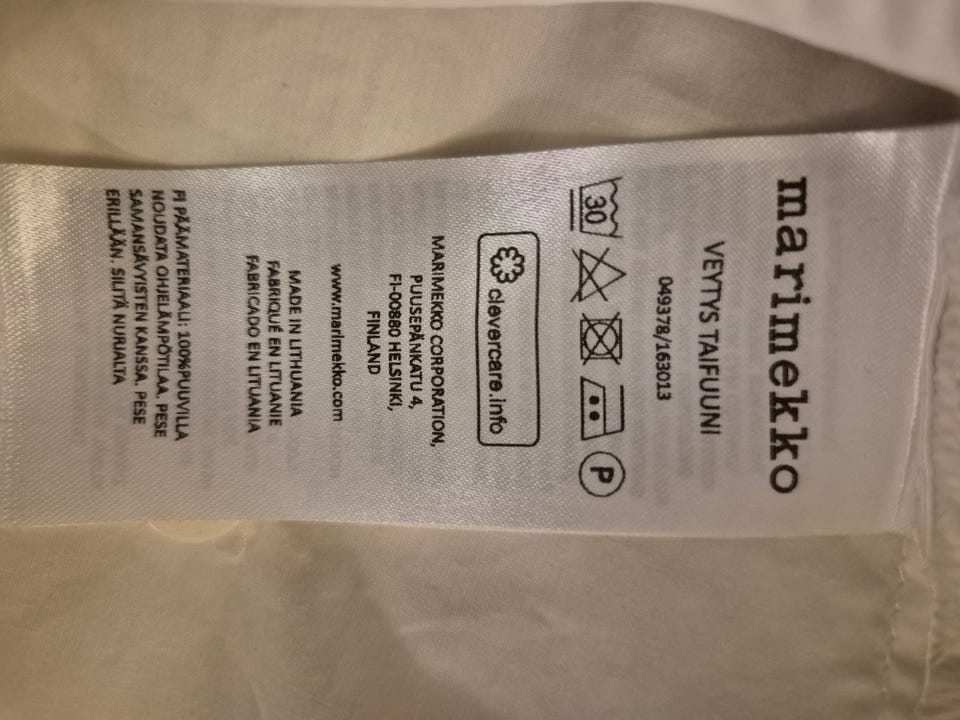 marimekko
VEYTYS TAIFUUNI
049378/163013
30
P
clevercare.info
MARIMEKKO CORPORATION,
PUUSEPÄNKATU 4,
FI-00880 HELSINKI,
FINLAND
www.marimekko.com
MADE IN LITHUANIA
FABRIQUÉ EN LITUANIE
FABRICADO EN LITUANIA
FI PÄÄMATERIAALI: 100%PUUVILLA
NOUDATA OHJELÄMPÖTILAA. PESE
SAMANSÄVYISTEN KANSSA. PESE
ERILLÄÄN. SILITÄ NURJALTA